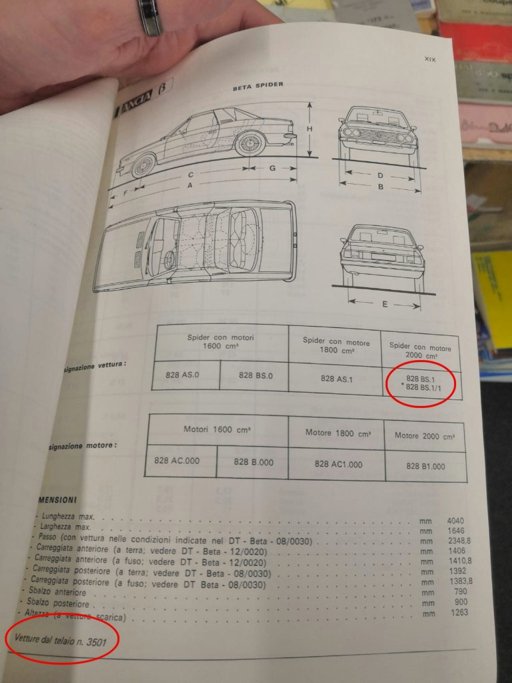 XIX
LANCIA β
BETA SPIDER
H
C
G
F
A
D
B
E
Spider con motori
1600 cm³
Spider con motore
1800 cm³
Spider con motore
2000 cm³
signazione vettura :
828 AS.0
828 BS.0
828 AS.1
828 BS.1
* 828 BS.1/1
Motori 1600 cm³
Motore 1800 cm³
Motore 2000 cm³
signazione motore :
828 AC.000
828 B.000
828 AC1.000
828 B1.000
MENSIONI
- Lunghezza max. mm 4040
- Larghezza max. mm 1646
- Passo (con vettura nelle condizioni indicate nel DT - Beta - 08/0030) mm 2348,8
- Carreggiata anteriore (a terra; vedere DT - Beta - 12/0020) mm 1406
- Carreggiata anteriore (a fuso; vedere DT - Beta - 12/0020) mm 1410,8
- Carreggiata posteriore (a terra; vedere DT - Beta - 08/0030) mm 1392
- Carreggiata posteriore (a fuso; vedere DT - Beta - 08/0030) mm 1383,8
- Sbalzo anteriore mm 790
- Sbalzo posteriore mm 900
- Altezza (a vettura scarica) mm 1263
Vetture dal telaio n. 3501